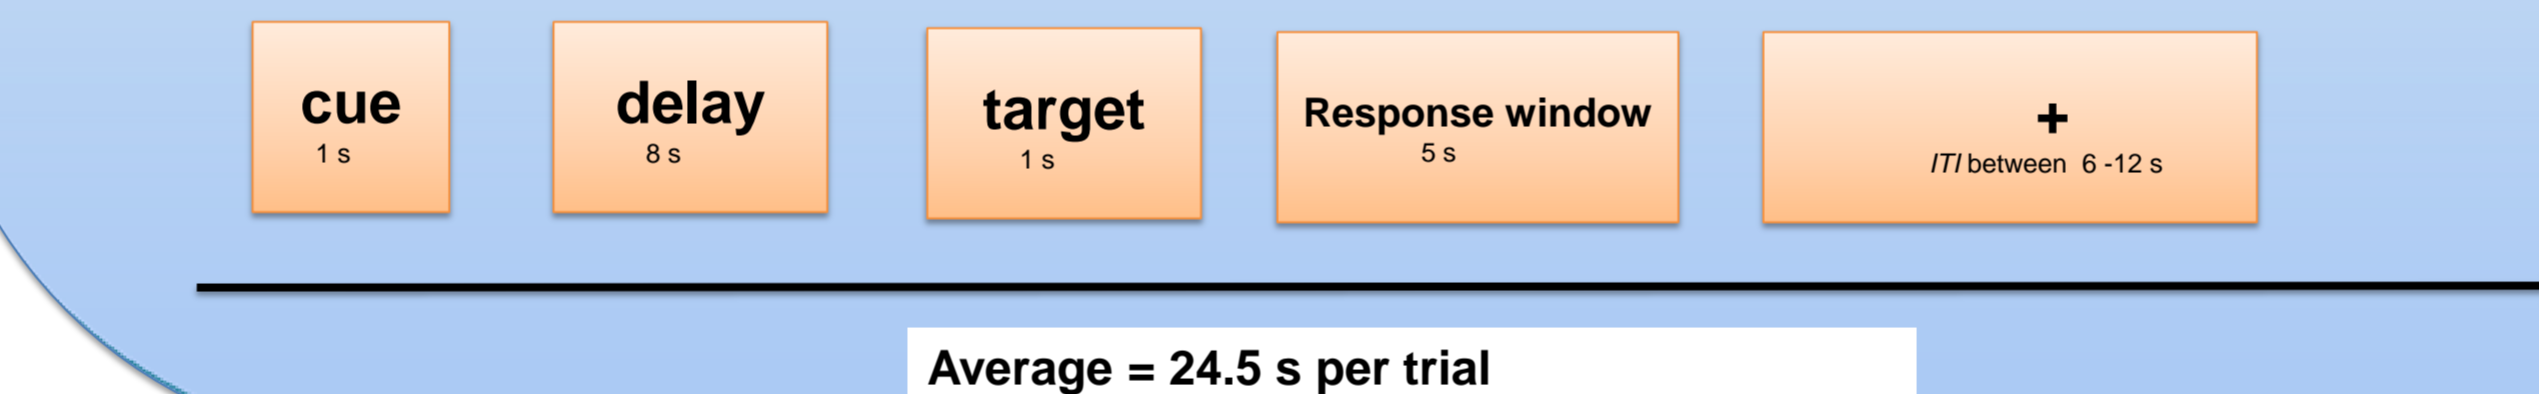 cue
1 s
delay
8 s
target
1 s
Response window
5 s
+
ITI between 6 -12 s
Average = 24.5 s per trial